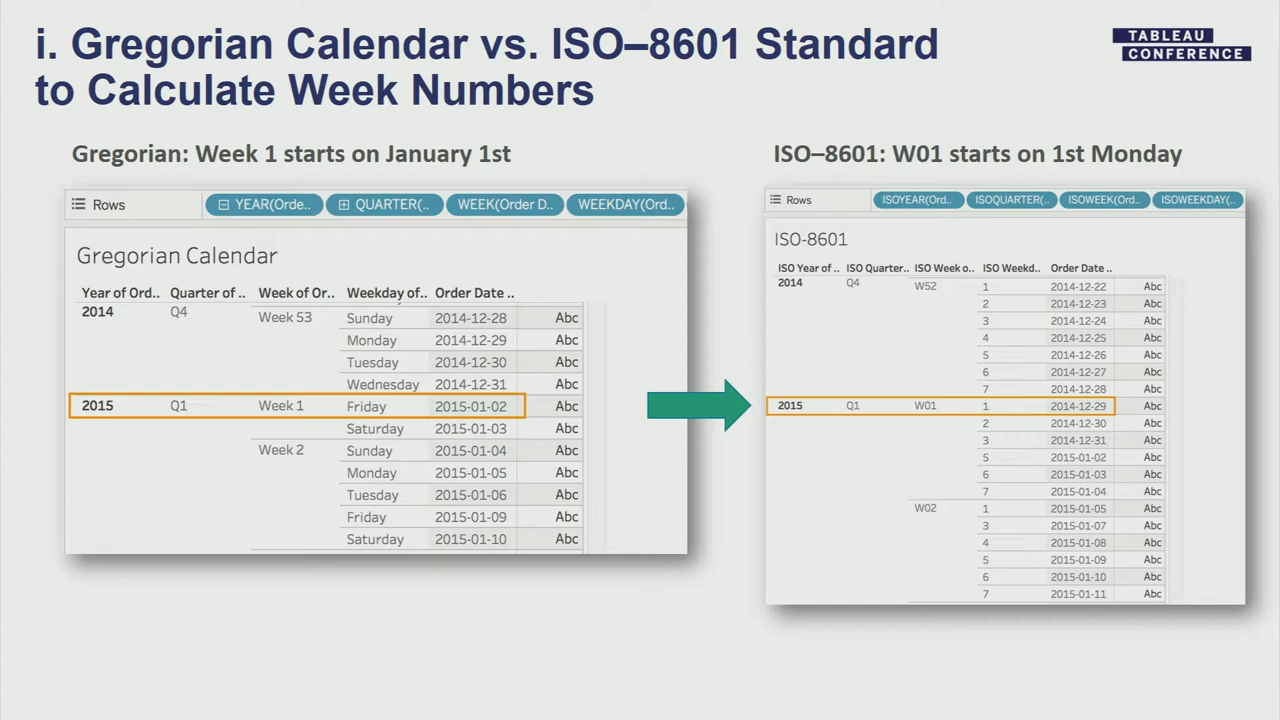 i. Gregorian Calendar vs. ISO–8601 Standard
to Calculate Week Numbers
TABLEAU
CONFERENCE
Gregorian: Week 1 starts on January 1st
Rows YEAR(Orde.. QUARTER(.. WEEK(Order D.. WEEKDAY(Ord..
Gregorian Calendar
Year of Ord.. Quarter of .. Week of Or.. Weekday of.. Order Date ..
2014 Q4 Week 53 Sunday 2014-12-28 Abc
Monday 2014-12-29 Abc
Tuesday 2014-12-30 Abc
Wednesday 2014-12-31 Abc
2015 Q1 Week 1 Friday 2015-01-02 Abc
Saturday 2015-01-03 Abc
Week 2 Sunday 2015-01-04 Abc
Monday 2015-01-05 Abc
Tuesday 2015-01-06 Abc
Friday 2015-01-09 Abc
Saturday 2015-01-10 Abc
ISO–8601: W01 starts on 1st Monday
Rows ISOYEAR(Ord.. ISOQUARTER(.. ISOWEEK(Ord.. ISOWEEKDAY(..
ISO-8601
ISO Year of .. ISO Quarter.. ISO Week o.. ISO Weekd.. Order Date ..
2014 Q4 W52 1 2014-12-22 Abc
2 2014-12-23 Abc
3 2014-12-24 Abc
4 2014-12-25 Abc
5 2014-12-26 Abc
6 2014-12-27 Abc
7 2014-12-28 Abc
2015 Q1 W01 1 2014-12-29 Abc
2 2014-12-30 Abc
3 2014-12-31 Abc
5 2015-01-02 Abc
6 2015-01-03 Abc
7 2015-01-04 Abc
W02 1 2015-01-05 Abc
3 2015-01-07 Abc
4 2015-01-08 Abc
5 2015-01-09 Abc
6 2015-01-10 Abc
7 2015-01-11 Abc